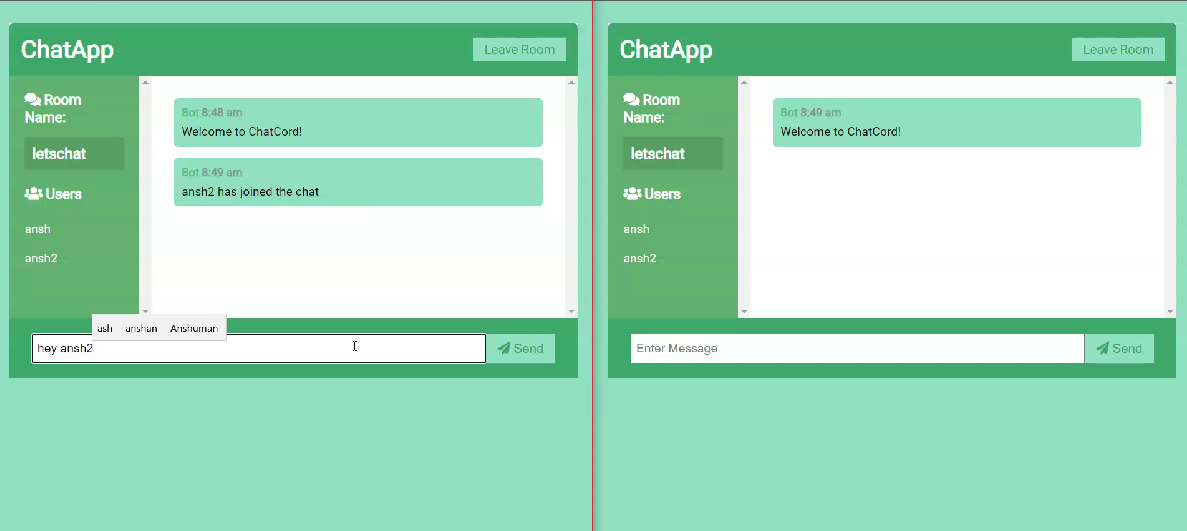 ChatApp
Leave Room
Room
Name:
letschat
Users
ansh
ansh2
Bot 8:48 am
Welcome to ChatCord!
Bot 8:49 am
ansh2 has joined the chat
ash anshan Anshuman
hey ansh2
Send
ChatApp
Leave Room
Room
Name:
letschat
Users
ansh
ansh2
Bot 8:49 am
Welcome to ChatCord!
Enter Message
Send